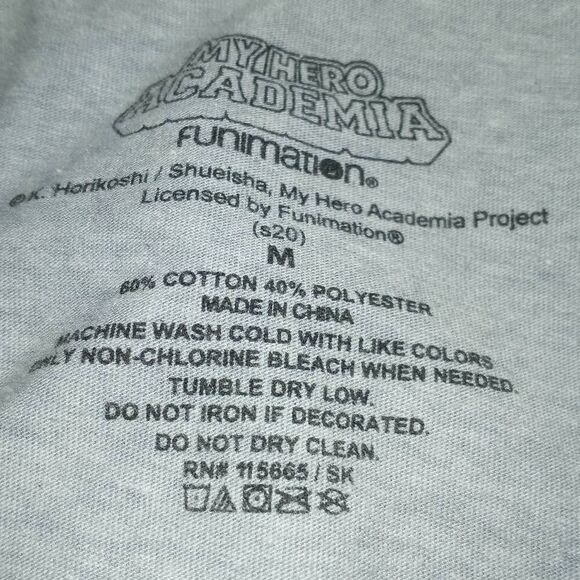 MY HERO
ACADEMIA
FUNIMATION®
©K. Horikoshi / Shueisha, My Hero Academia Project
Licensed by Funimation®
(s20)
M
60% COTTON 40% POLYESTER
MADE IN CHINA
MACHINE WASH COLD WITH LIKE COLORS
ONLY NON-CHLORINE BLEACH WHEN NEEDED.
TUMBLE DRY LOW.
DO NOT IRON IF DECORATED.
DO NOT DRY CLEAN.
RN# 115665 / SK